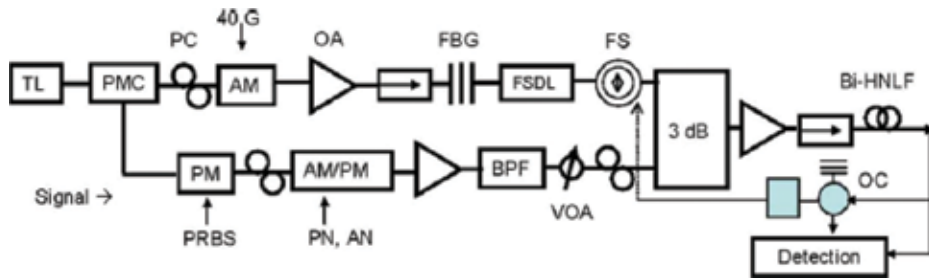 40 G
PC
OA
FBG
FS
TL
PMC
AM
FSDL
3 dB
Bi-HNLF
PM
AM/PM
BPF
VOA
OC
Signal →
PRBS
PN, AN
Detection